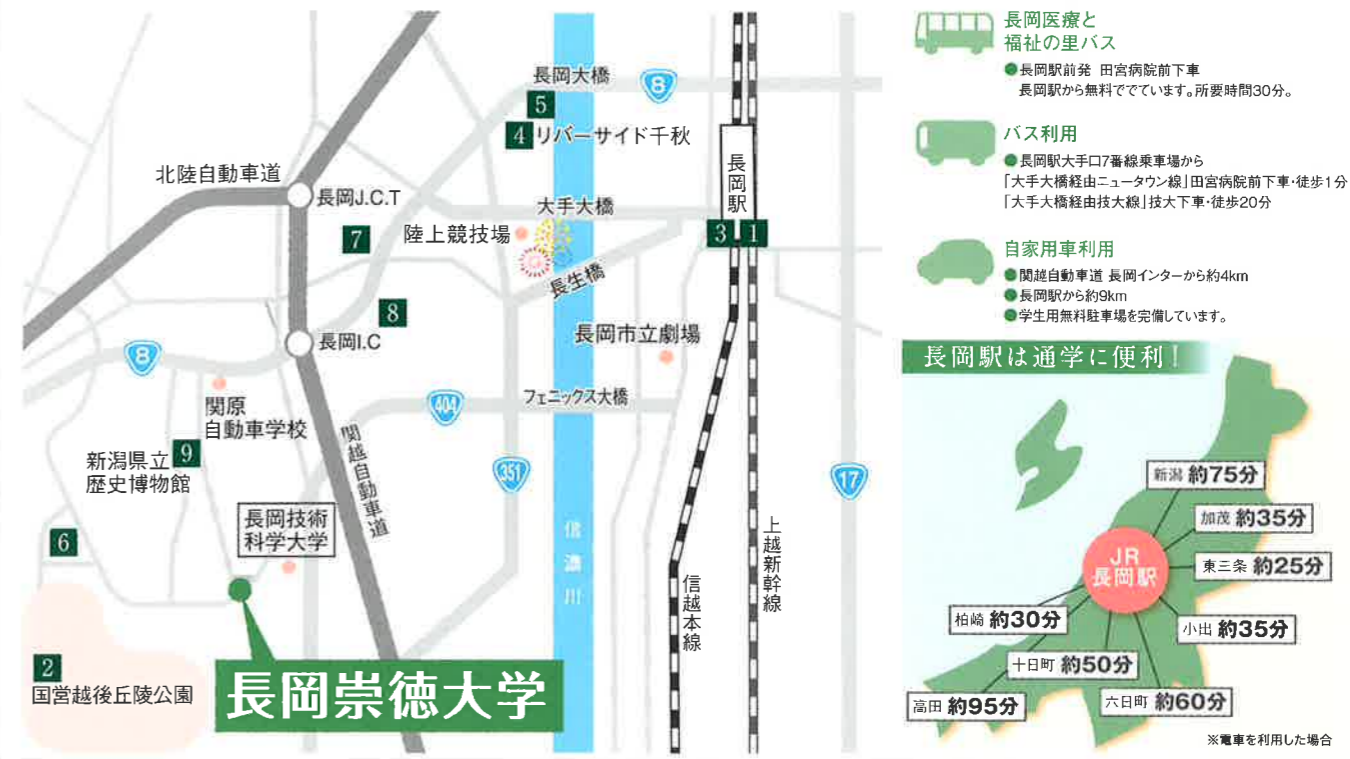 長岡大橋
8
5
4 リバーサイド千秋
北陸自動車道
長岡J.C.T
長岡駅
大手大橋
陸上競技場
3
1
7
長生橋
8
長岡I.C
長岡市立劇場
8
関原
自動車学校
404
フェニックス大橋
関越自動車道
新潟県立
歴史博物館
9
351
17
長岡技術
科学大学
6
信濃川
信越本線
上越新幹線
2
国営越後丘陵公園
長岡崇徳大学
長岡医療と
福祉の里バス
●長岡駅前発 田宮病院前下車
長岡駅から無料ででています。所要時間30分。
バス利用
●長岡駅大手口7番線乗車場から
「大手大橋経由ニュータウン線」田宮病院前下車・徒歩1分
「大手大橋経由技大線」技大下車・徒歩20分
自家用車利用
●関越自動車道 長岡インターから約4km
●長岡駅から約9km
●学生用無料駐車場を完備しています。
長岡駅は通学に便利!
新潟 約75分
加茂 約35分
JR
長岡駅
東三条 約25分
柏崎 約30分
小出 約35分
十日町 約50分
六日町 約60分
高田 約95分
※電車を利用した場合